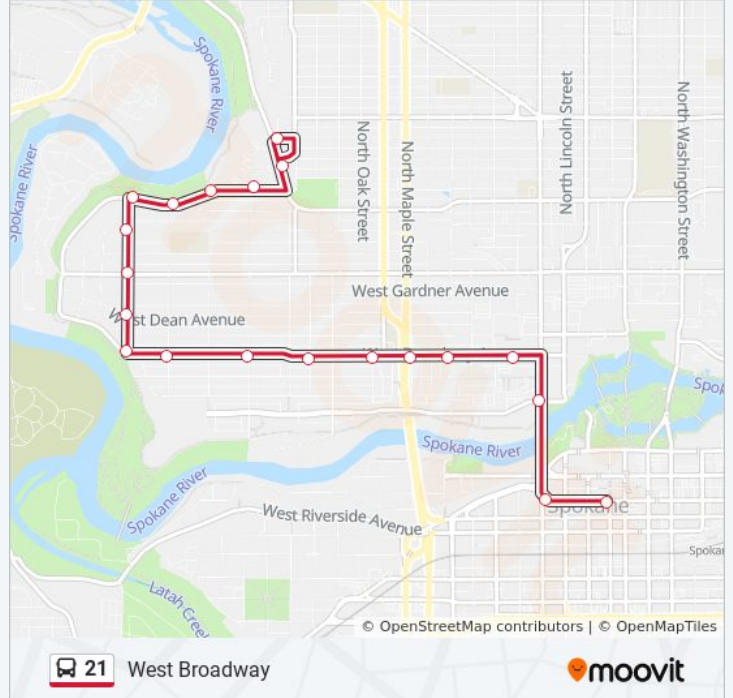 Spokane River
North Lincoln Street
North Washington Street
Spokane River
North Oak Street
North Maple Street
West Gardner Avenue
West Dean Avenue
Spokane River
Spokane River
West Riverside Avenue
Spokane
Latah Creek
© OpenStreetMap contributors | © OpenMapTiles
21 West Broadway
moovit